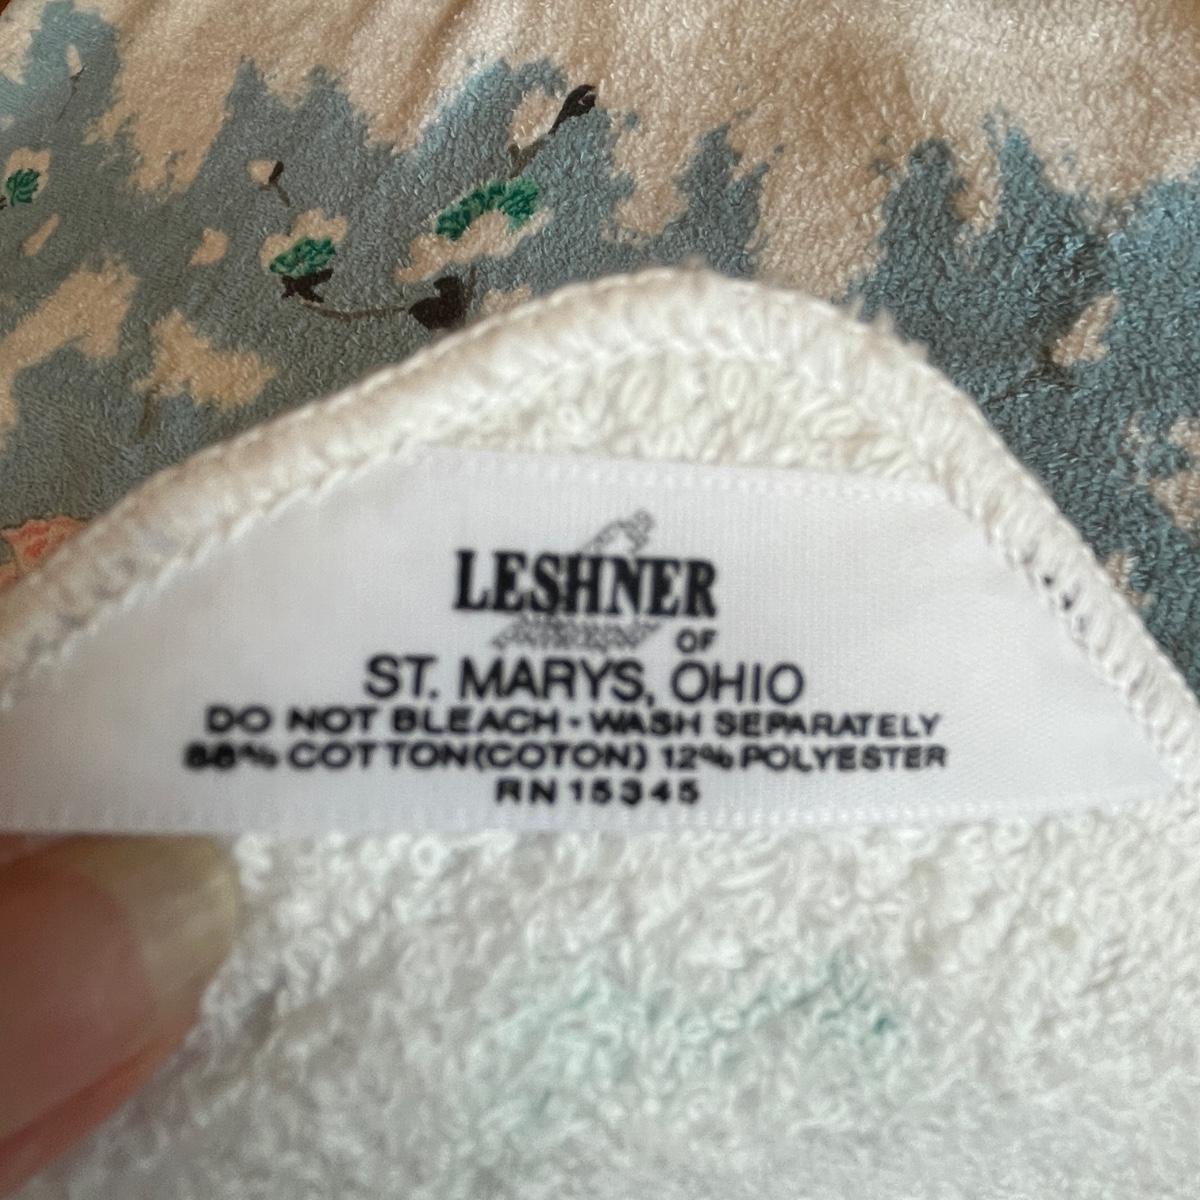 LESHNER
OF
ST. MARYS, OHIO
DO NOT BLEACH - WASH SEPARATELY
88% COTTON(COTON) 12% POLYESTER
RN 15345